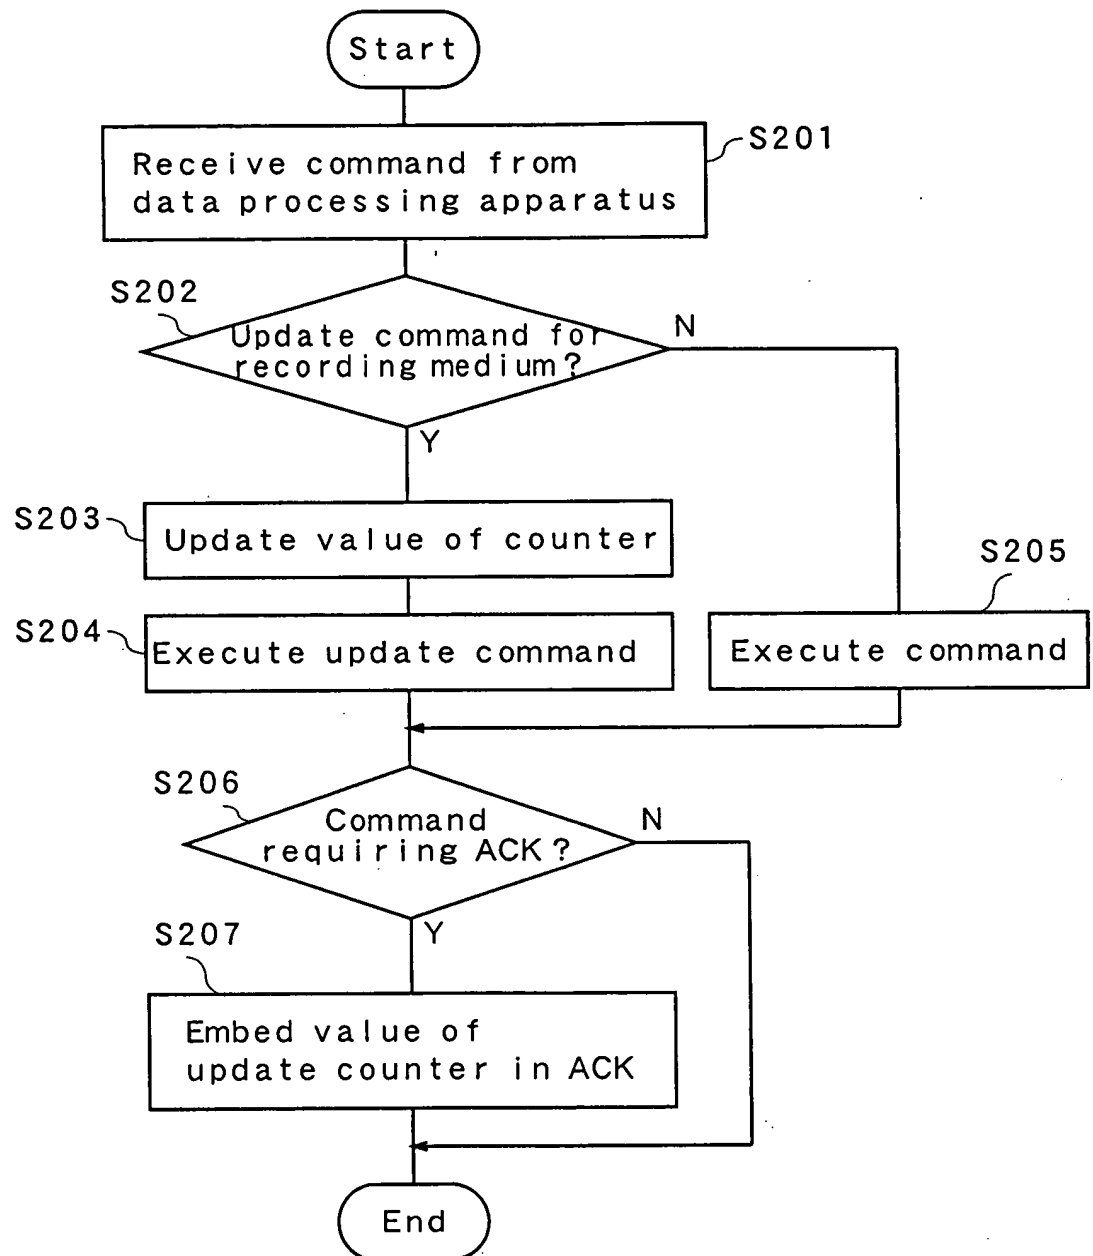 Start
S201
Receive command from
data processing apparatus
S202
Update command for
recording medium?
N
Y
S203
Update value of counter
S204
Execute update command
S205
Execute command
S206
Command
requiring ACK?
N
Y
S207
Embed value of
update counter in ACK
End